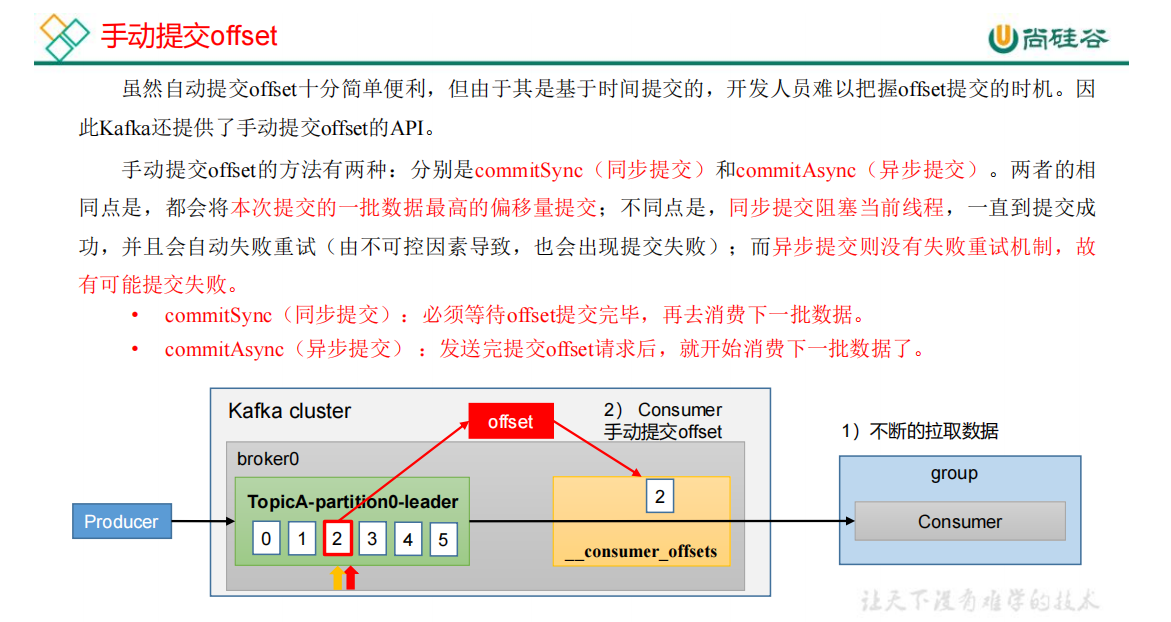 手动提交offset
尚硅谷
虽然自动提交offset十分简单便利，但由于其是基于时间提交的，开发人员难以把握offset提交的时机。因
此Kafka还提供了手动提交offset的API。
手动提交offset的方法有两种：分别是commitSync（同步提交）和commitAsync（异步提交）。两者的相
同点是，都会将本次提交的一批数据最高的偏移量提交；不同点是，同步提交阻塞当前线程，一直到提交成
功，并且会自动失败重试（由不可控因素导致，也会出现提交失败）；而异步提交则没有失败重试机制，故
有可能提交失败。
• commitSync（同步提交）：必须等待offset提交完毕，再去消费下一批数据。
• commitAsync（异步提交） ：发送完提交offset请求后，就开始消费下一批数据了。
Kafka cluster
offset
2） Consumer
手动提交offset
1）不断的拉取数据
broker0
group
TopicA-partition0-leader
2
Producer
0 1 2 3 4 5
Consumer
__consumer_offsets
让天下没有难学的技术